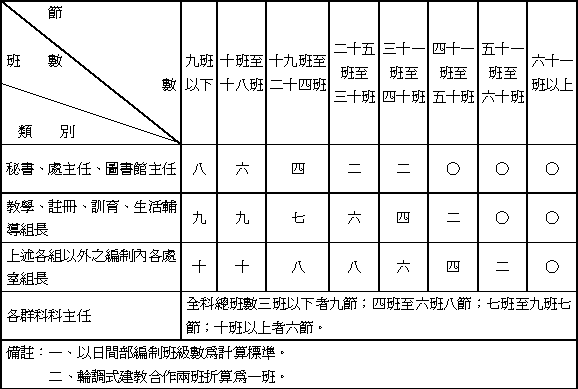 節
班 數
數
類 別
九班
以下
十班至
十八班
十九班至
二十四班
二十五
班至
三十班
三十一
班至
四十班
四十一
班至
五十班
五十一
班至
六十班
六十一
班以上
秘書、處主任、圖書館主任 八 六 四 二 二 ○ ○ ○
教學、註冊、訓育、生活輔
導組長
九 九 七 六 四 二 ○ ○
上述各組以外之編制內各處
室組長
十 十 八 八 六 四 二 ○
各群科科主任
全科總班數三班以下者九節；四班至六班八節；七班至九班七
節；十班以上者六節。
備註：一、以日間部編制班級數為計算標準。
二、輪調式建教合作兩班折算為一班。